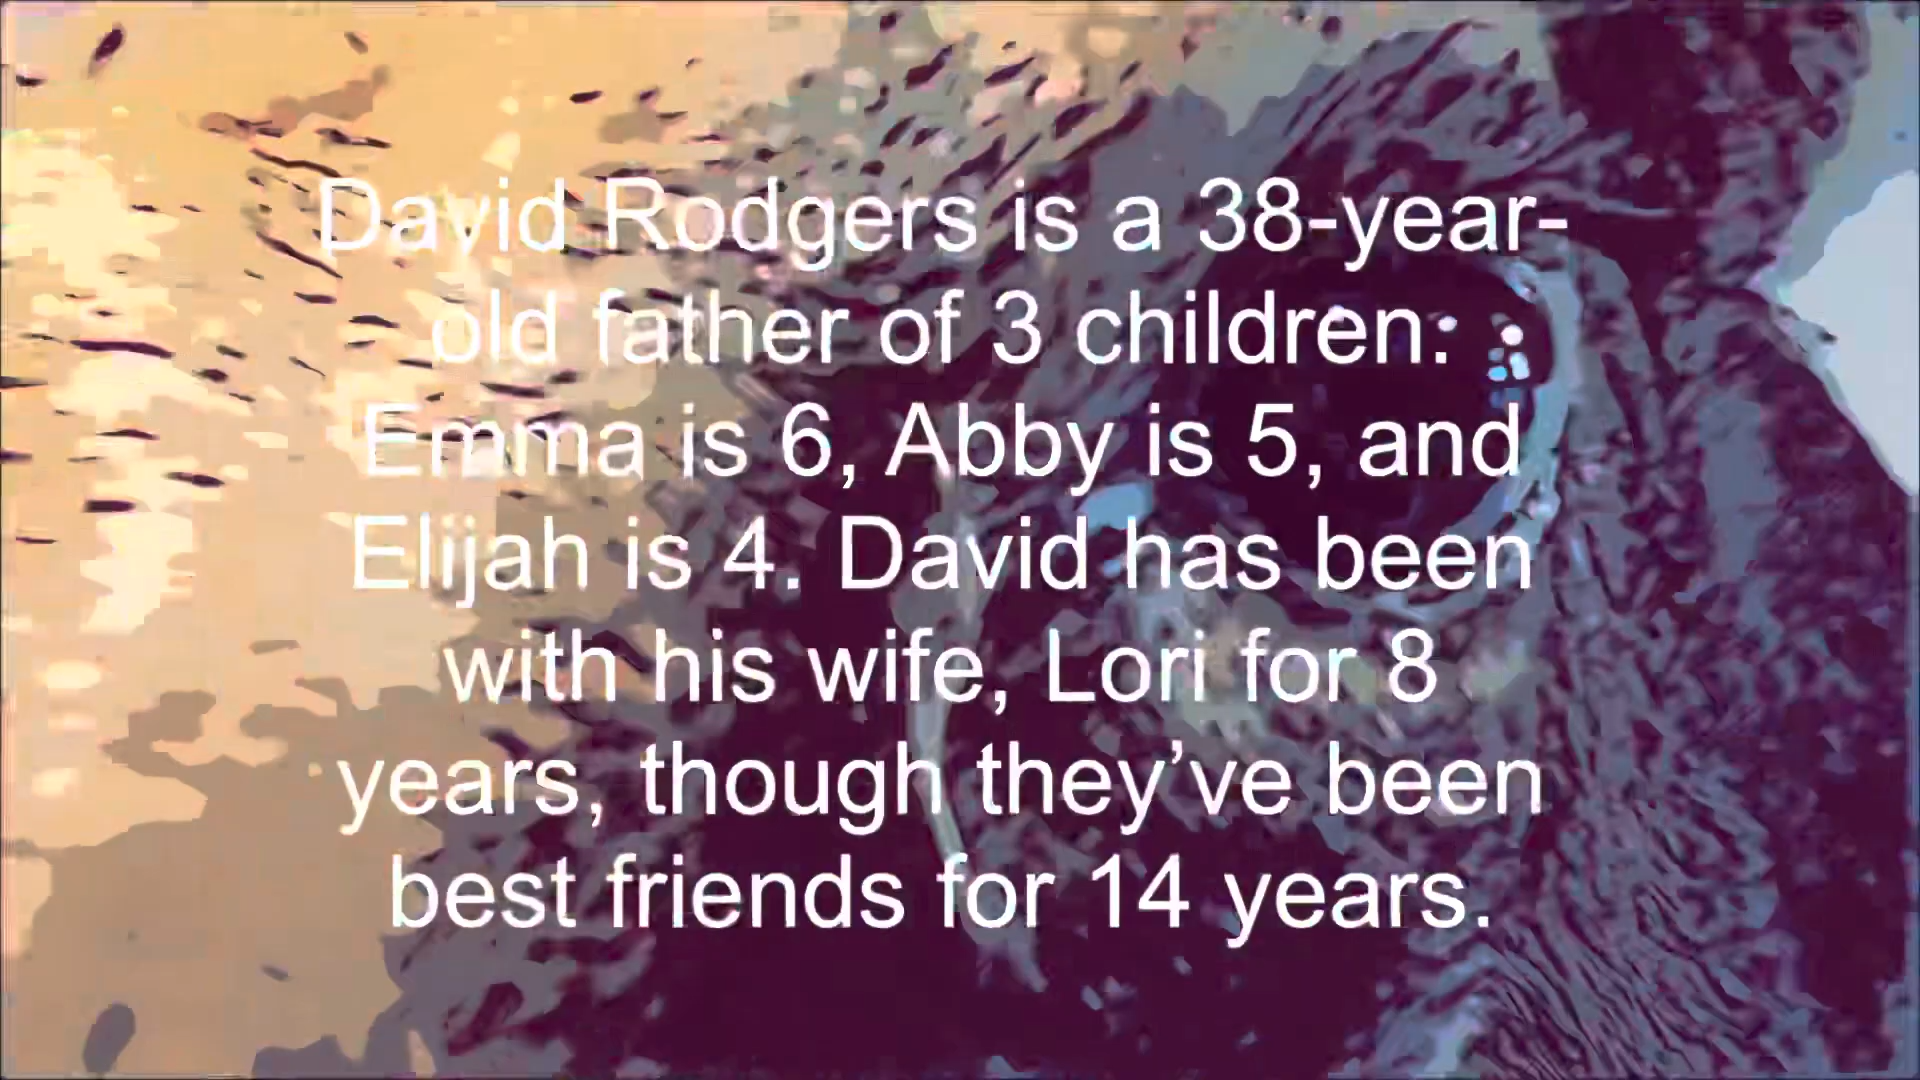 David Rodgers is a 38-year-
old father of 3 children:
Emma is 6, Abby is 5, and
Elijah is 4. David has been
with his wife, Lori for 8
years, though they’ve been
best friends for 14 years.